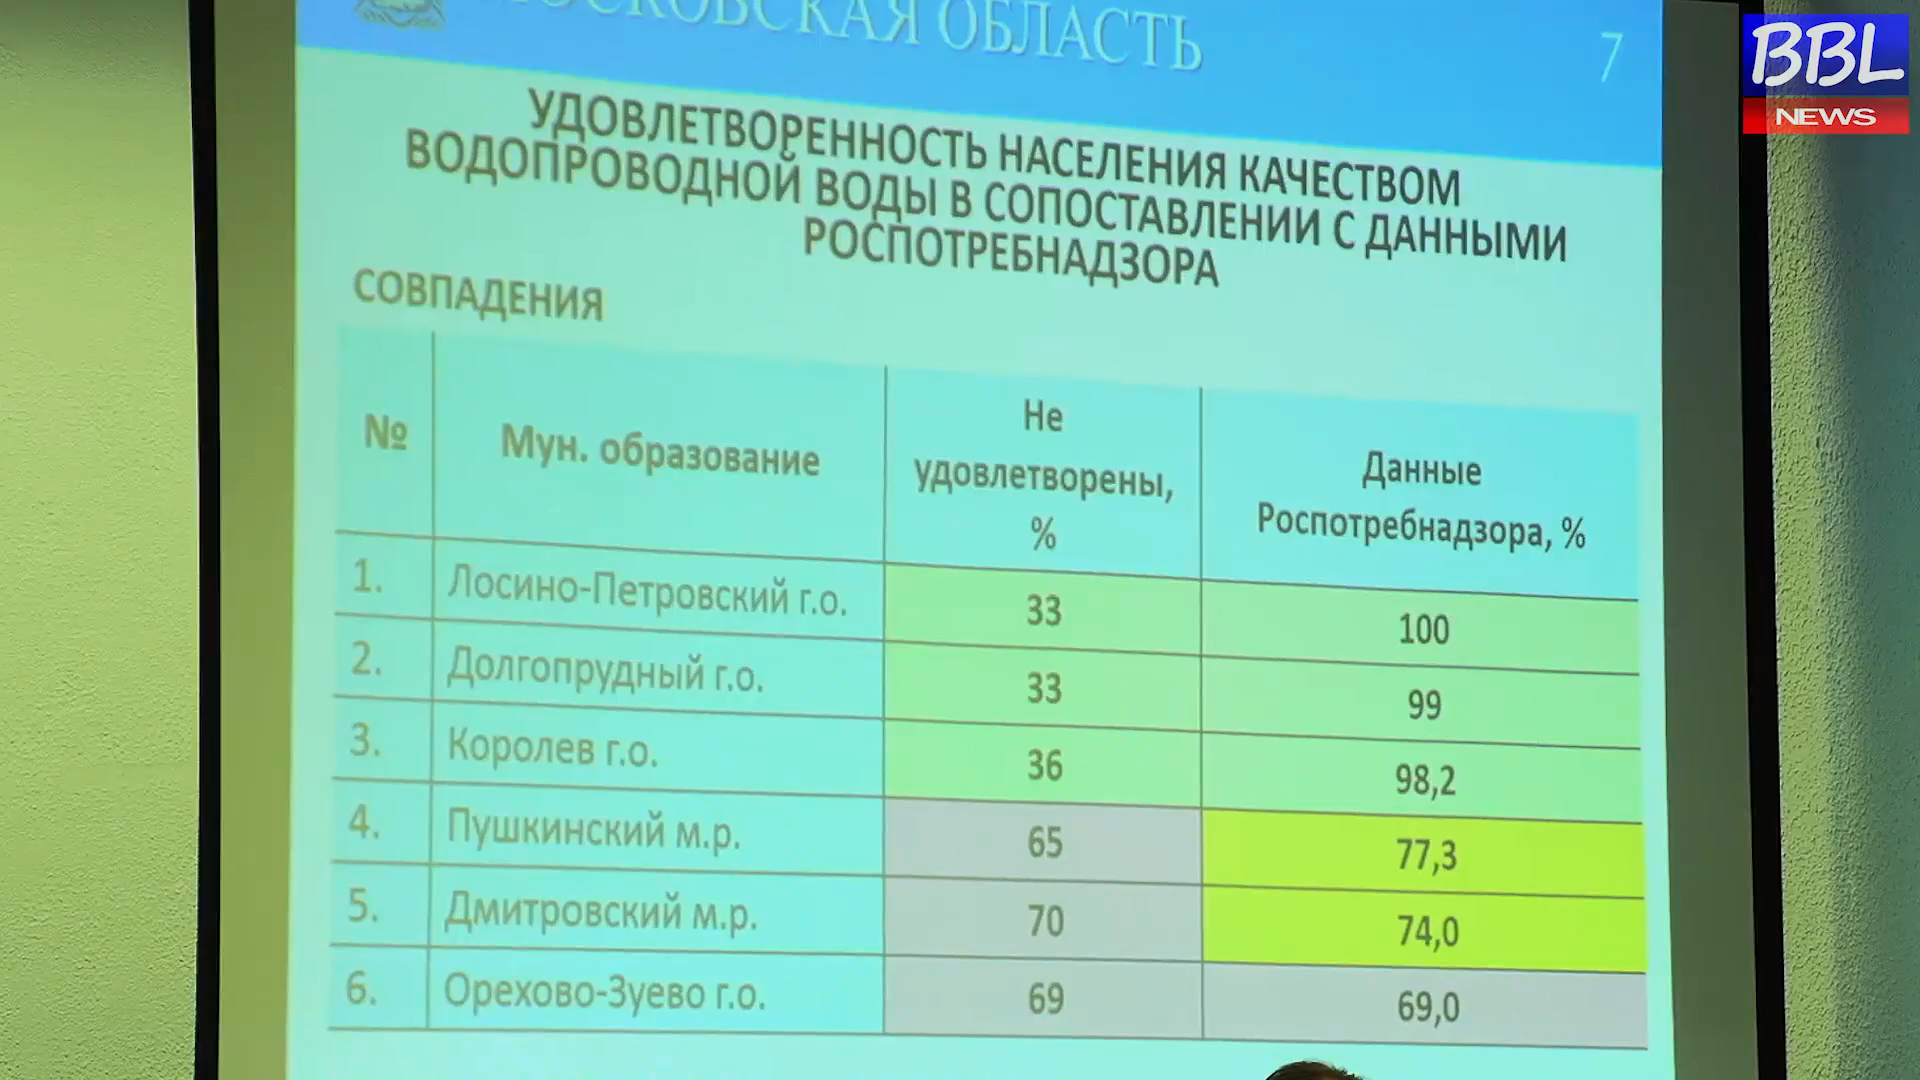 МОСКОВСКАЯ ОБЛАСТЬ
7
BBL
NEWS
УДОВЛЕТВОРЕННОСТЬ НАСЕЛЕНИЯ КАЧЕСТВОМ
ВОДОПРОВОДНОЙ ВОДЫ В СОПОСТАВЛЕНИИ С ДАННЫМИ
РОСПОТРЕБНАДЗОРА
СОВПАДЕНИЯ
№ Мун. образование Не удовлетворены, % Данные Роспотребнадзора, %
1. Лосино-Петровский г.о. 33 100
2. Долгопрудный г.о. 33 99
3. Королев г.о. 36 98,2
4. Пушкинский м.р. 65 77,3
5. Дмитровский м.р. 70 74,0
6. Орехово-Зуево г.о. 69 69,0